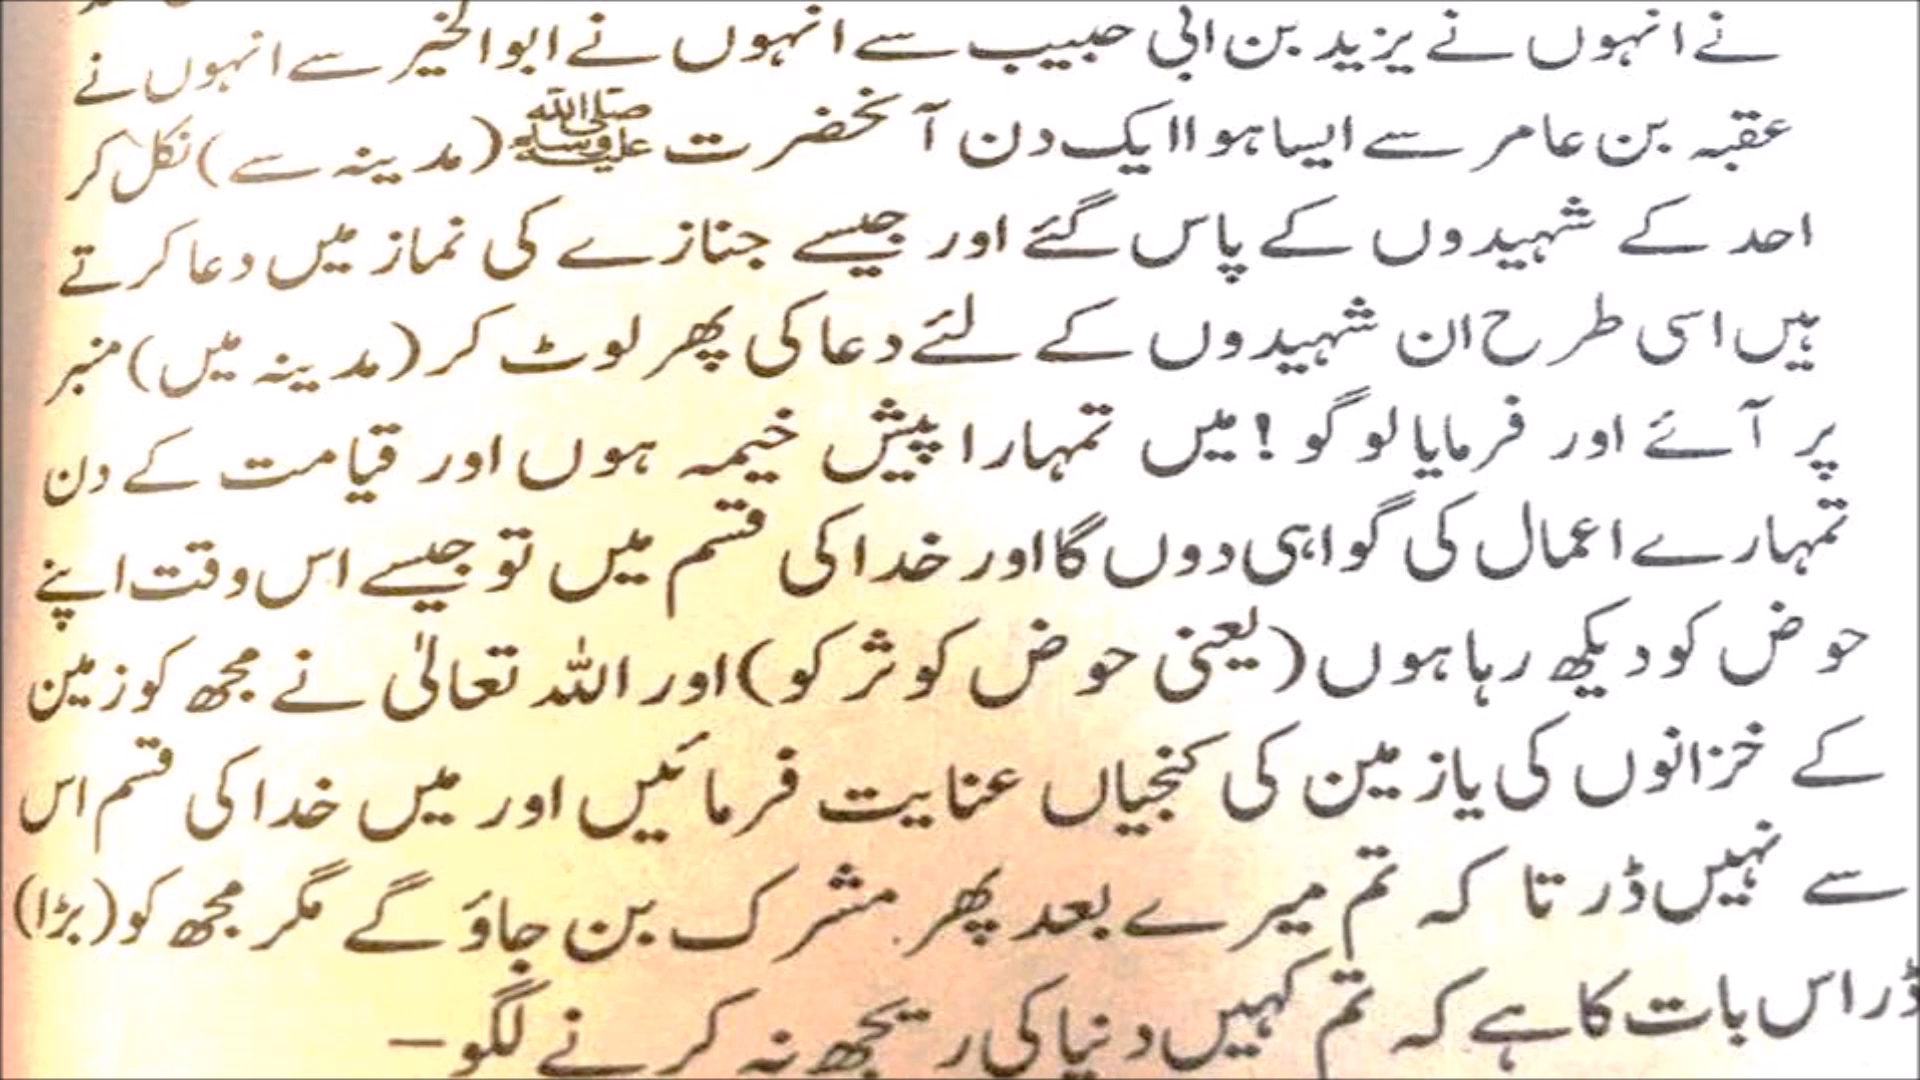 نے انہوں نے یزید بن ابی حبیب سے انہوں نے ابوالخیر سے انہوں نے
عقبہ بن عامر سے ایسا ہوا ایک دن آنحضرت صلی اللہ علیہ وسلم (مدینہ سے) نکل کر
احد کے شہیدوں کے پاس گئے اور جیسے جنازے کی نماز میں دعا کرتے
ہیں اسی طرح ان شہیدوں کے لئے دعا کی پھر لوٹ کر (مدینہ میں) منبر
پر آئے اور فرمایا لوگو! میں تمہارا پیش خیمہ ہوں اور قیامت کے دن
تمہارے اعمال کی گواہی دوں گا اور خدا کی قسم میں تو جیسے اس وقت اپنے
حوض کو دیکھ رہا ہوں (یعنی حوض کوثر کو) اور اللہ تعالیٰ نے مجھ کو زمین
کے خزانوں کی یا زمین کی کنجیاں عنایت فرمائیں اور میں خدا کی قسم اس
سے نہیں ڈرتا کہ تم میرے بعد پھر مشرک بن جاؤ گے مگر مجھ کو (بڑا)
ڈر اس بات کا ہے کہ تم کہیں دنیا کی ریجھ نہ کرنے لگو۔